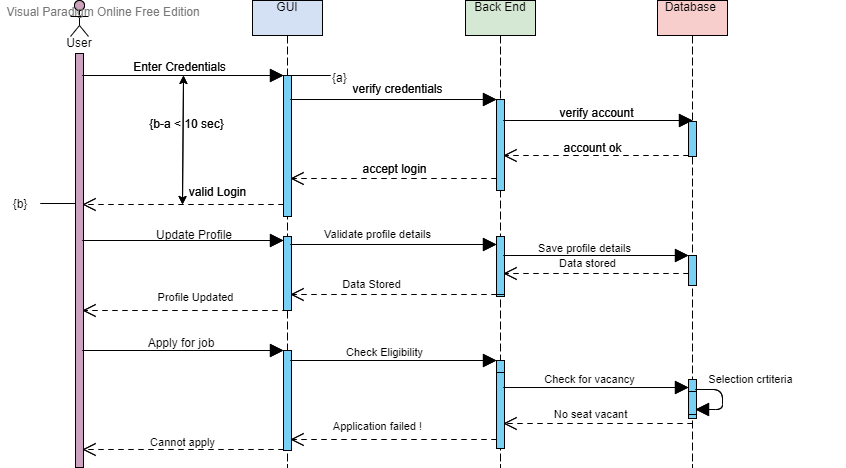 Visual Paradigm Online Free Edition
GUI
Back End
Database
User
Enter Credentials
{a}
verify credentials
verify account
{b-a < 10 sec}
account ok
accept login
valid Login
{b}
Update Profile
Validate profile details
Save profile details
Data stored
Data Stored
Profile Updated
Apply for job
Check Eligibility
Check for vacancy
Selection crtiteria
No seat vacant
Application failed !
Cannot apply